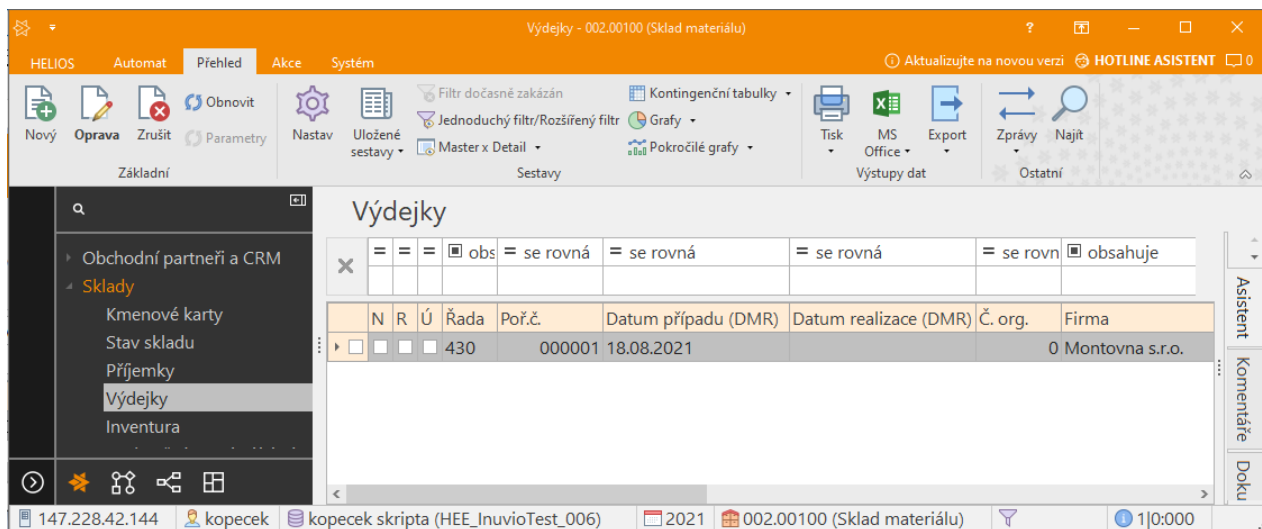 Výdejky - 002.00100 (Sklad materiálu)
HELIOS Automat Přehled Akce Systém
Aktualizujte na novou verzi HOTLINE ASISTENT 0
Nový Oprava Zrušit Obnovit Parametry
Základní
Nastav Uložené sestavy
Filtr dočasně zakázán
Jednoduchý filtr/Rozšířený filtr
Master x Detail
Kontingenční tabulky
Grafy
Pokročilé grafy
Sestavy
Tisk MS Office Export
Výstupy dat
Zprávy Najít
Ostatní
Obchodní partneři a CRM
Sklady
Kmenové karty
Stav skladu
Příjemky
Výdejky
Inventura
Výdejky
= = = obs = se rovná = se rovná = se rovná = se rovn obsahuje
N R Ú Řada Poř.č. Datum případu (DMR) Datum realizace (DMR) Č. org. Firma
430 000001 18.08.2021 0 Montovna s.r.o.
Asistent
Komentáře
Doku
147.228.42.144 kopecek kopecek skripta (HEE_InuvioTest_006) 2021 002.00100 (Sklad materiálu) 1|0:000